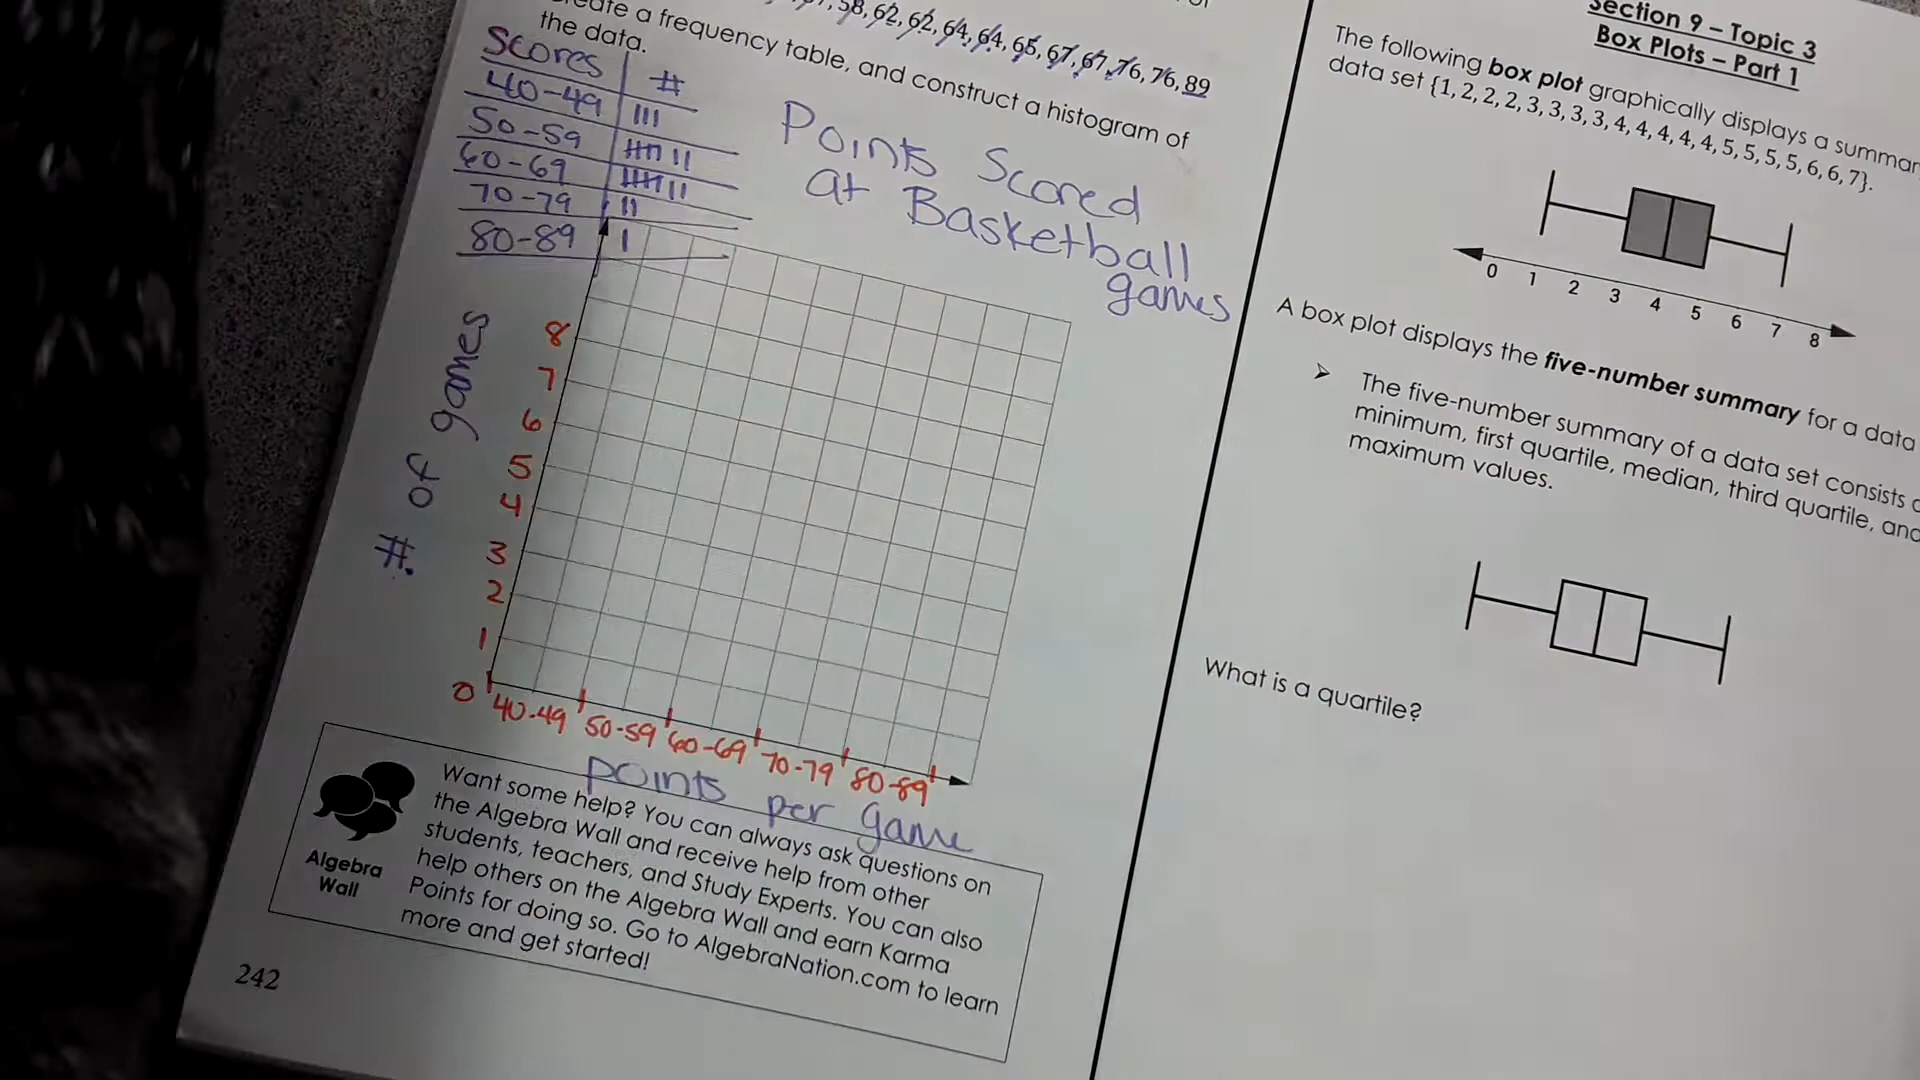 58, 62, 62, 64, 64, 65, 67, 67, 76, 76, 89
a frequency table, and construct a histogram of
the data.
Scores #
40-49 |||
50-59 |||| ||
60-69 |||| ||
70-79 ||
80-89 |
Points Scored
at Basketball
games
# of games
8
7
6
5
4
3
2
1
0
40-49 50-59 60-69 70-79 80-89
points per game
Algebra
Wall
Want some help? You can always ask questions on
the Algebra Wall and receive help from other
students, teachers, and Study Experts. You can also
help others on the Algebra Wall and earn Karma
Points for doing so. Go to AlgebraNation.com to learn
more and get started!
242
Section 9 – Topic 3
Box Plots – Part 1
The following box plot graphically displays a
data set {1, 2, 2, 2, 3, 3, 3, 3, 4, 4, 4, 4, 4, 5, 5, 5, 5, 6, 6, 7}.
0 1 2 3 4 5 6 7 8
A box plot displays the five-number summary for a data
➢ The five-number summary of a data set consists
minimum, first quartile, median, third quartile, and
maximum values.
What is a quartile?